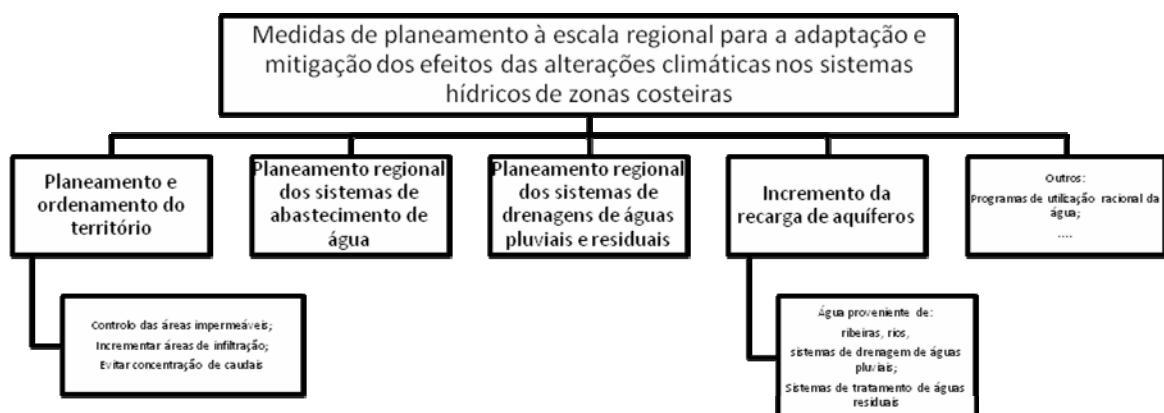 Medidas de planeamento à escala regional para a adaptação e
mitigação dos efeitos das alterações climáticas nos sistemas
hídricos de zonas costeiras
Planeamento e
ordenamento do
território
Planeamento regional
dos sistemas de
abastecimento de
água
Planeamento regional
dos sistemas de
drenagens de águas
pluviais e residuais
Incremento da
recarga de aquíferos
Outros:
Programas de utilização racional da
água;
....
Controlo das áreas impermeáveis;
Incrementar áreas de infiltração;
Evitar concentração de caudais
Água proveniente de:
ribeiras, rios,
sistemas de drenagem de águas
pluviais;
Sistemas de tratamento de águas
residuais